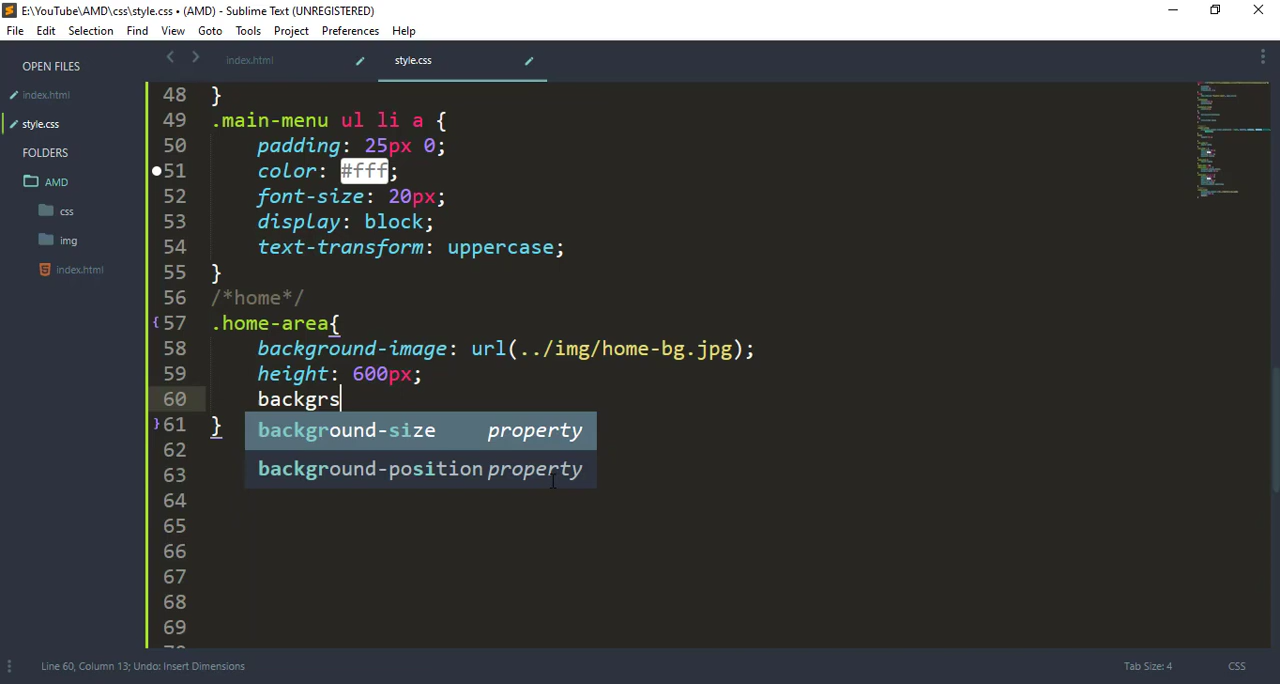 E:\YouTube\AMD\css\style.css • (AMD) - Sublime Text (UNREGISTERED)
File Edit Selection Find View Goto Tools Project Preferences Help
OPEN FILES
index.html
style.css
FOLDERS
AMD
css
img
index.html
index.html style.css
48 }
49 .main-menu ul li a {
50 padding: 25px 0;
51 color: #fff;
52 font-size: 20px;
53 display: block;
54 text-transform: uppercase;
55 }
56 /*home*/
57 .home-area{
58 background-image: url(../img/home-bg.jpg);
59 height: 600px;
60 backgrs
61 }
background-size property
background-position property
62
63
64
65
66
67
68
69
Line 60, Column 13; Undo: Insert Dimensions Tab Size: 4 CSS